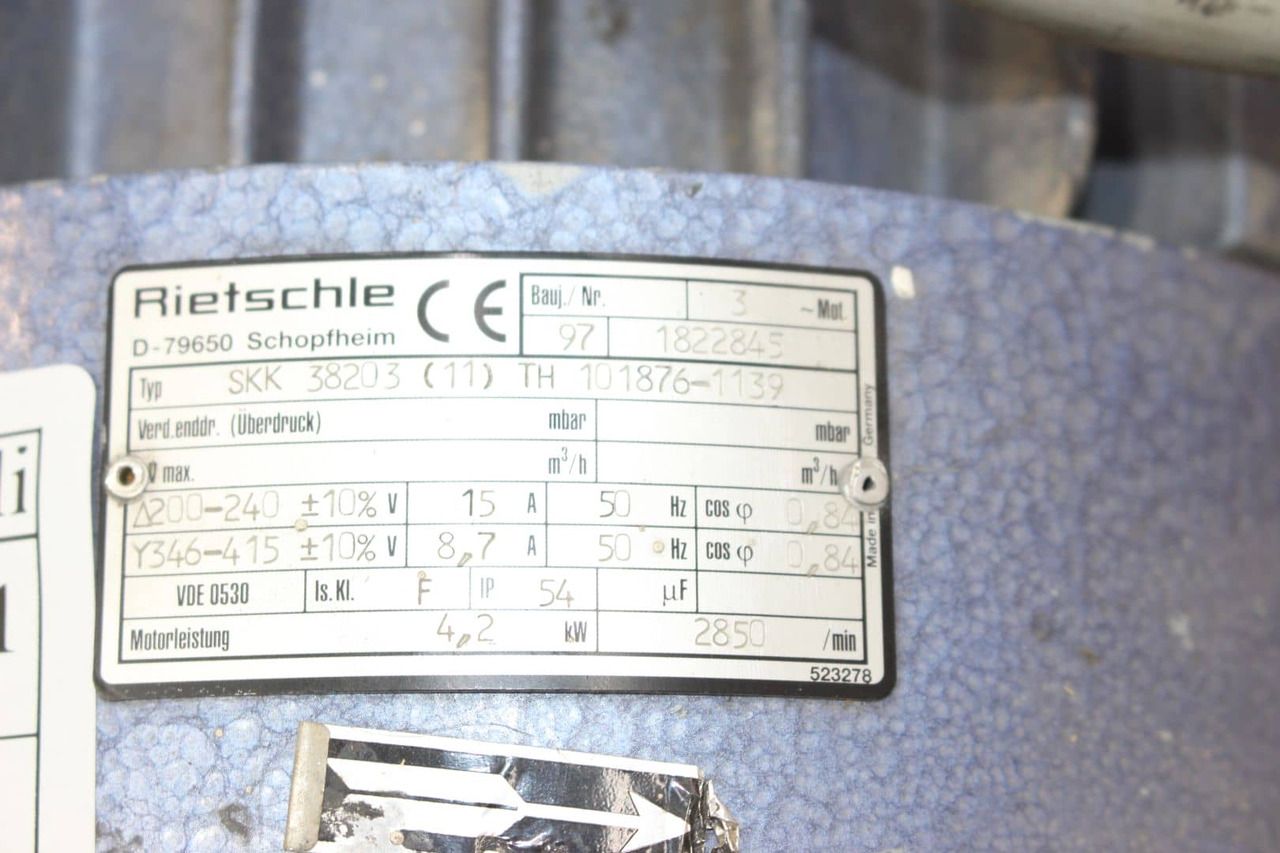 Rietschle CE
D-79650 Schopfheim
Bauj./ Nr. 3 ~ Mot.
97 1822845
Typ SKK 38203 (11) TH 101876-1139
Verd.enddr. (Überdruck) mbar mbar
max. m³/h m³/h
Δ200-240 ±10% V 15 A 50 Hz cos φ 0,84
Y346-415 ±10% V 8,7 A 50 Hz cos φ 0,84
VDE 0530 Is. Kl. F IP 54 µF
Motorleistung 4,2 kW 2850 /min
523278
Made in Germany